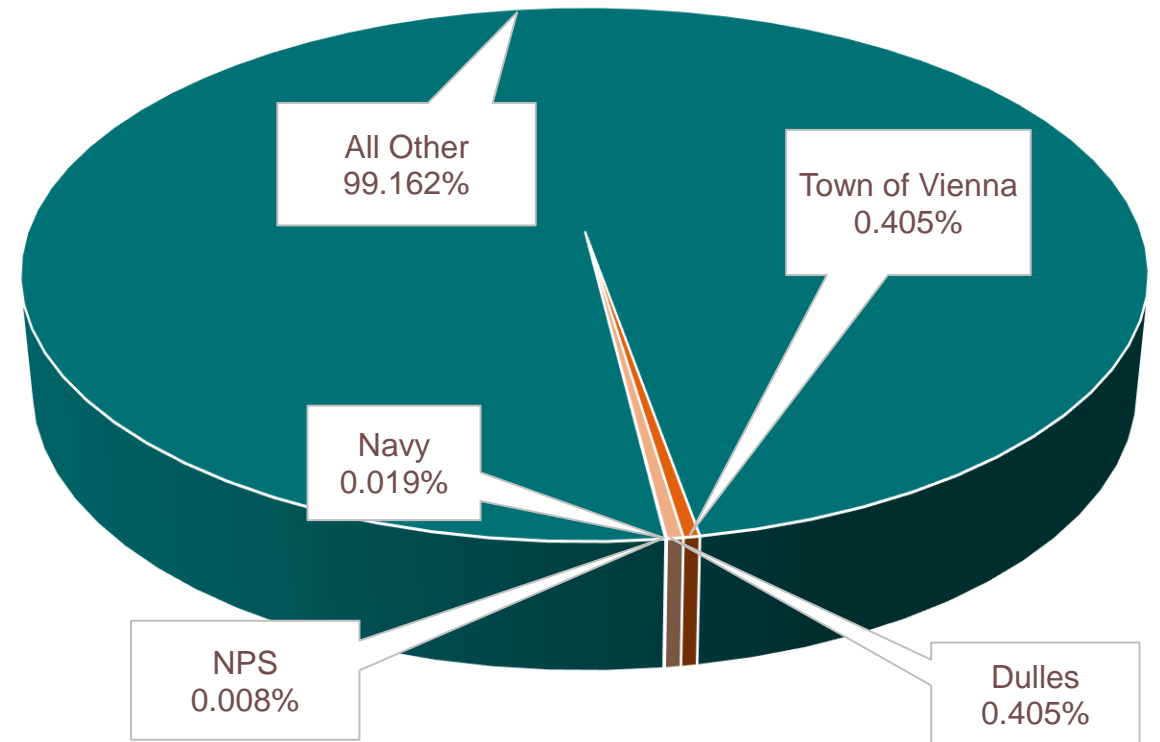 All Other
99.162%
Town of Vienna
0.405%
Navy
0.019%
NPS
0.008%
Dulles
0.405%